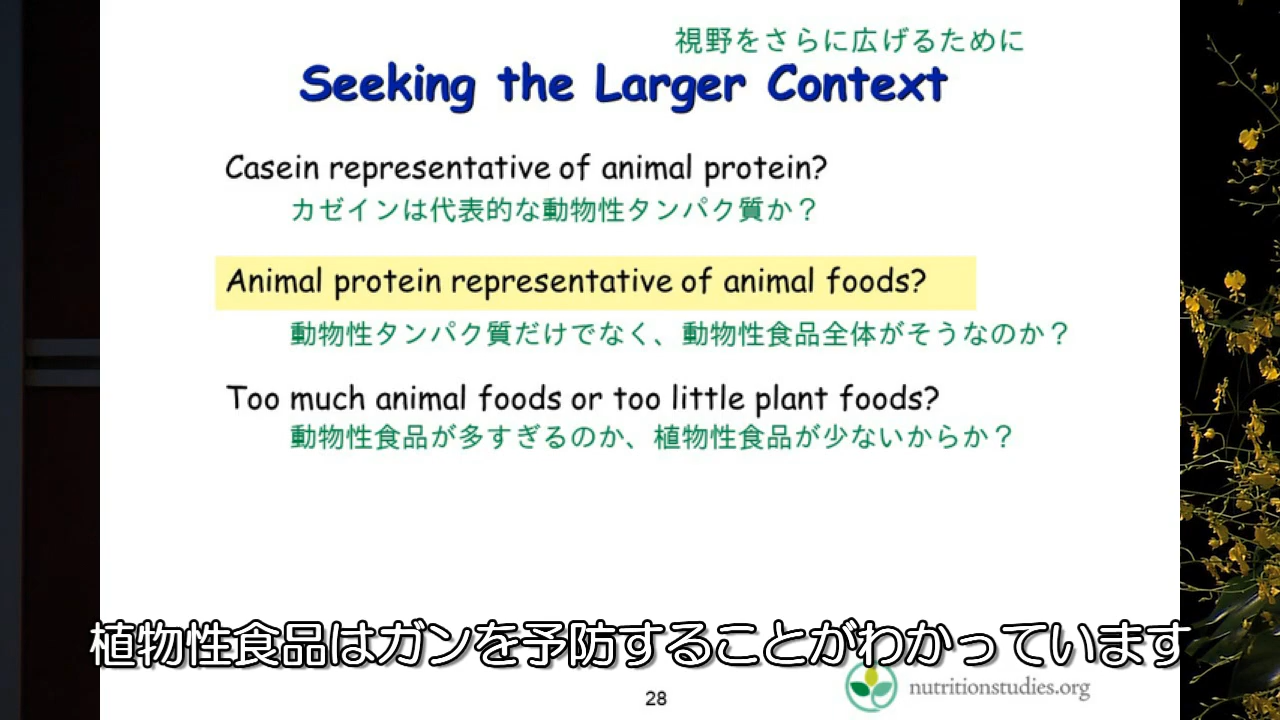 視野をさらに広げるために
Seeking the Larger Context
Casein representative of animal protein?
カゼインは代表的な動物性タンパク質か？
Animal protein representative of animal foods?
動物性タンパク質だけでなく、動物性食品全体がそうなのか？
Too much animal foods or too little plant foods?
動物性食品が多すぎるのか、植物性食品が少ないからか？
植物性食品はガンを予防することがわかっています
nutritionstudies.org
28